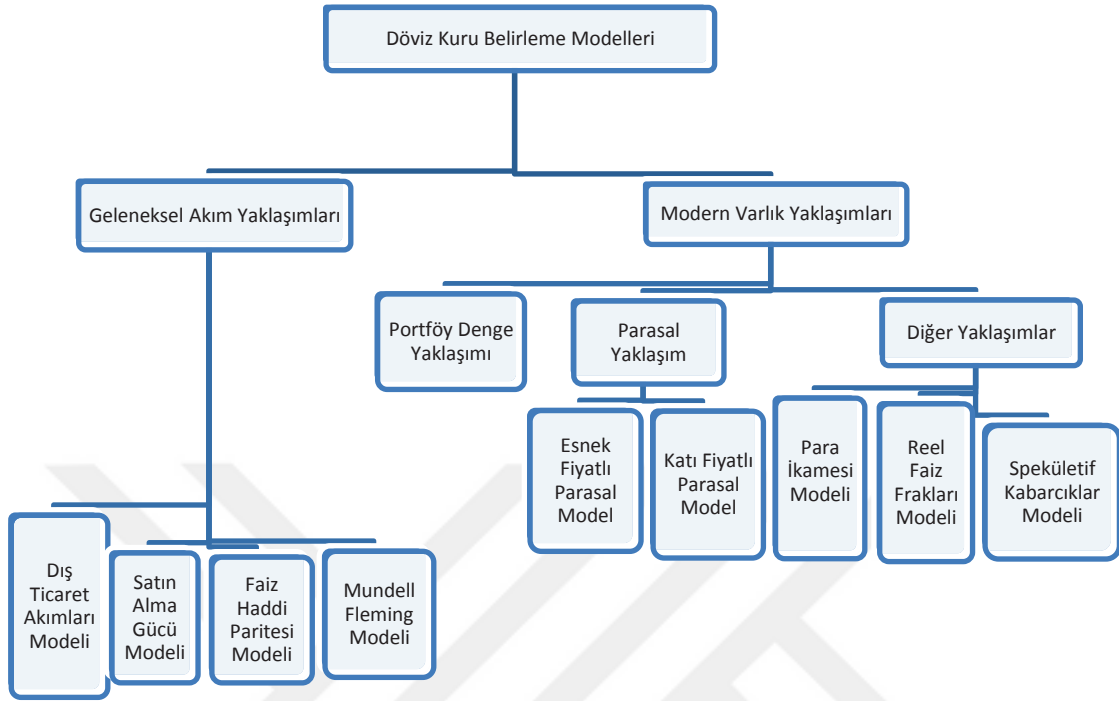 Döviz Kuru Belirleme Modelleri
Geleneksel Akım Yaklaşımları
Modern Varlık Yaklaşımları
Portföy Denge
Yaklaşımı
Parasal
Yaklaşım
Diğer Yaklaşımlar
Esnek
Fiyatlı
Parasal
Model
Katı Fiyatlı
Parasal
Model
Para
İkamesi
Modeli
Reel
Faiz
Frakları
Modeli
Spekületif
Kabarcıklar
Modeli
Dış
Ticaret
Akımları
Modeli
Satın
Alma
Gücü
Modeli
Faiz
Haddi
Paritesi
Modeli
Mundell
Fleming
Modeli